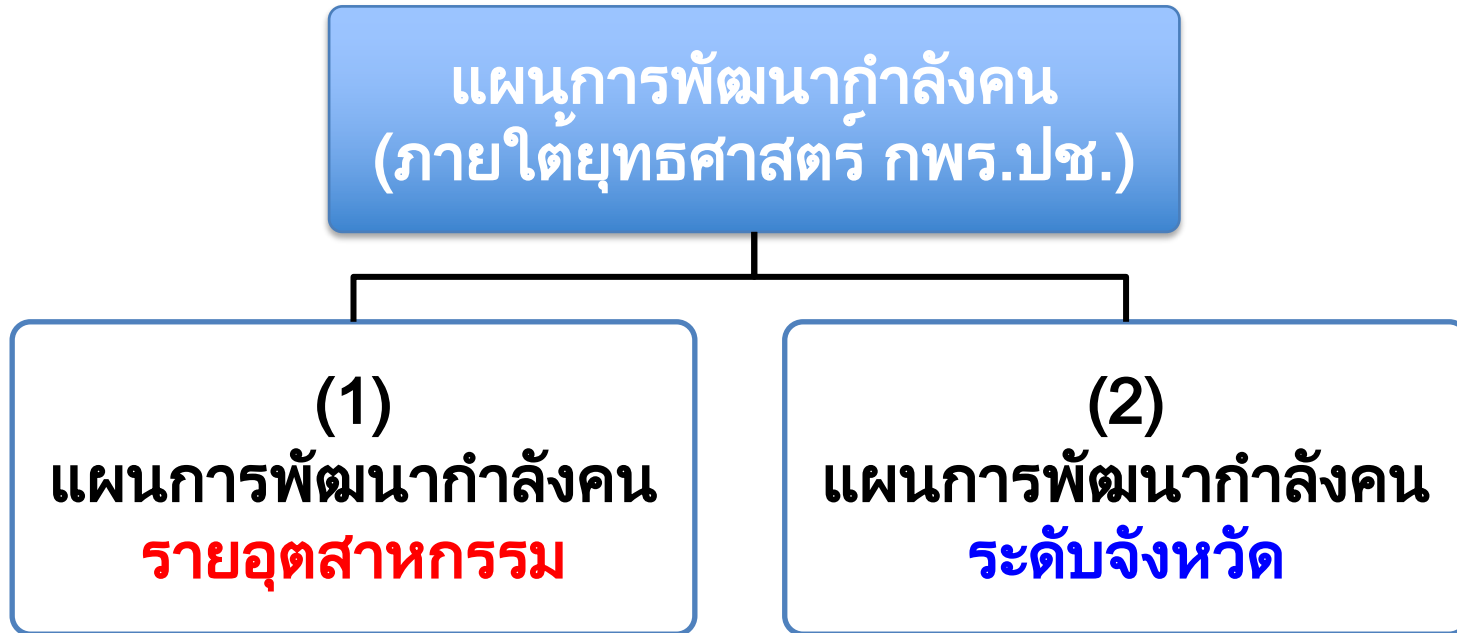 แผนการพัฒนากำลังคน
(ภายใต้ยุทธศาสตร์ กพร.ปช.)
(1)
แผนการพัฒนากำลังคน
รายอุตสาหกรรม
(2)
แผนการพัฒนากำลังคน
ระดับจังหวัด